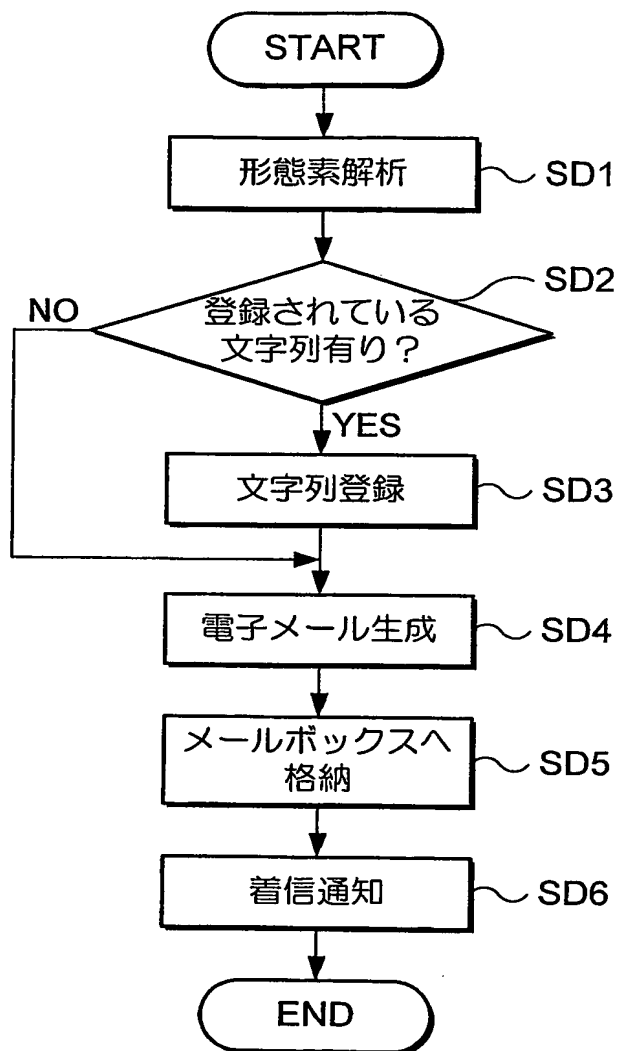 START
形態素解析
SD1
SD2
NO
登録されている
文字列有り?
YES
文字列登録
SD3
電子メール生成
SD4
メールボックスへ
格納
SD5
着信通知
SD6
END